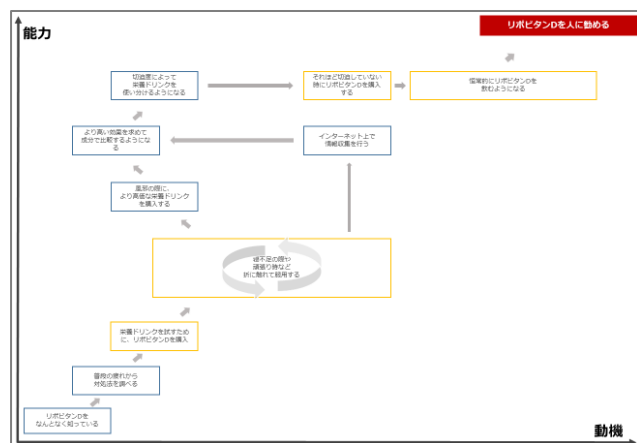 能力
リポビタンDを人に勧める
切迫度によって
栄養ドリンクを
使い分けるようになる
それほど切迫していない
時にリポビタンDを購入
する
恒常的にリポビタンDを
飲むようになる
より高い効果を求めて
成分で比較するようにな
る
インターネット上で
情報収集を行う
風邪の際に、
より高価な栄養ドリンク
を購入する
寝不足の際や
頑張り時など
折に触れて服用する
栄養ドリンクを試すため
に、リポビタンDを購入
普段の疲れから
対処法を調べる
リポビタンDを
なんとなく知っている
動機